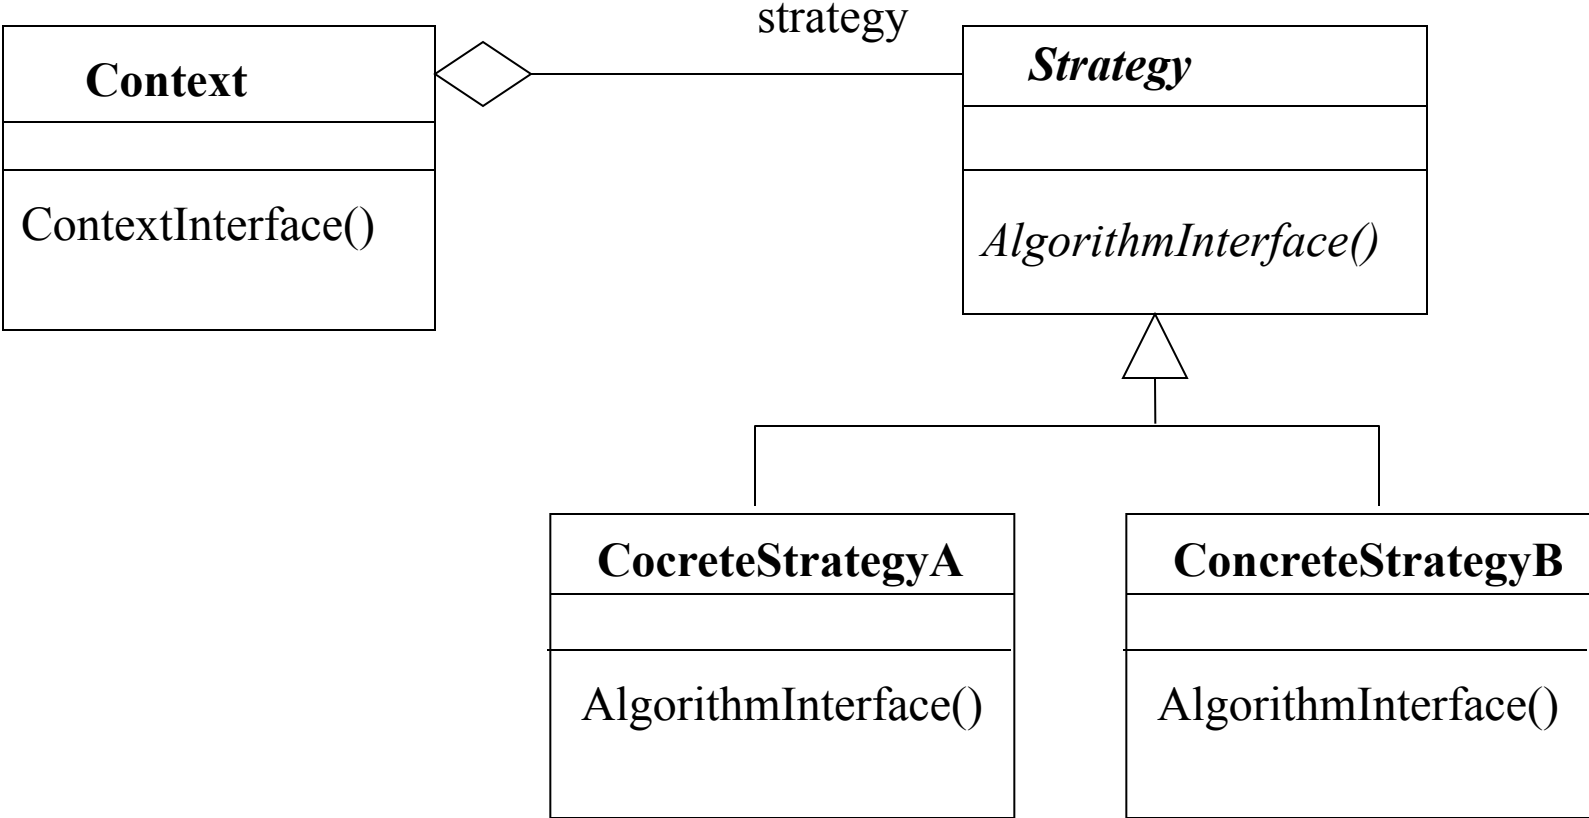 strategy
Context
Strategy
ContextInterface()
AlgorithmInterface()
CocreteStrategyA
ConcreteStrategyB
AlgorithmInterface()
AlgorithmInterface()